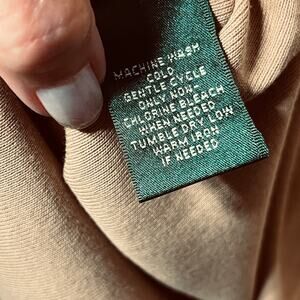 MACHINE WASH
COLD
GENTLE CYCLE
ONLY NON-
CHLORINE BLEACH
WHEN NEEDED
TUMBLE DRY LOW
WARM IRON
IF NEEDED